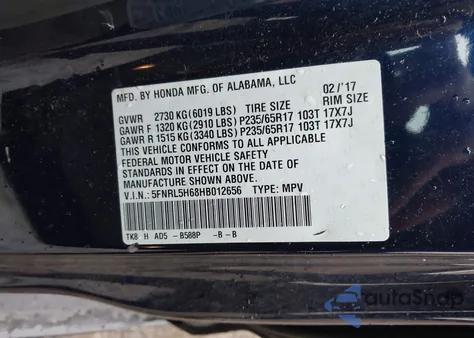 MFD. BY HONDA MFG. OF ALABAMA, LLC 02/'17
GVWR 2730 KG (6019 LBS) TIRE SIZE RIM SIZE
GAWR F 1320 KG (2910 LBS) P235/65R17 103T 17X7J
GAWR R 1515 KG (3340 LBS) P235/65R17 103T 17X7J
THIS VEHICLE CONFORMS TO ALL APPLICABLE
FEDERAL MOTOR VEHICLE SAFETY
STANDARDS IN EFFECT ON THE DATE OF
MANUFACTURE SHOWN ABOVE.
V.I.N.: 5FNRL5H68HB012656 TYPE: MPV
TK8 H AD5 -B588P -B -B
autoSnap